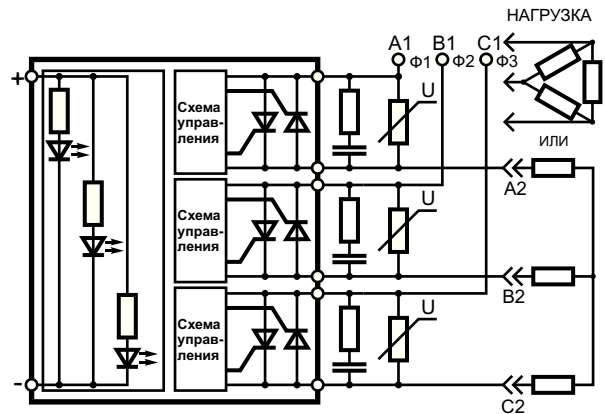 НАГРУЗКА
A1 B1 C1
Ф1 Ф2 Ф3
+
Схема
управ-
ления
U
ИЛИ
A2
Схема
управ-
ления
U
B2
Схема
управ-
ления
U
-
C2